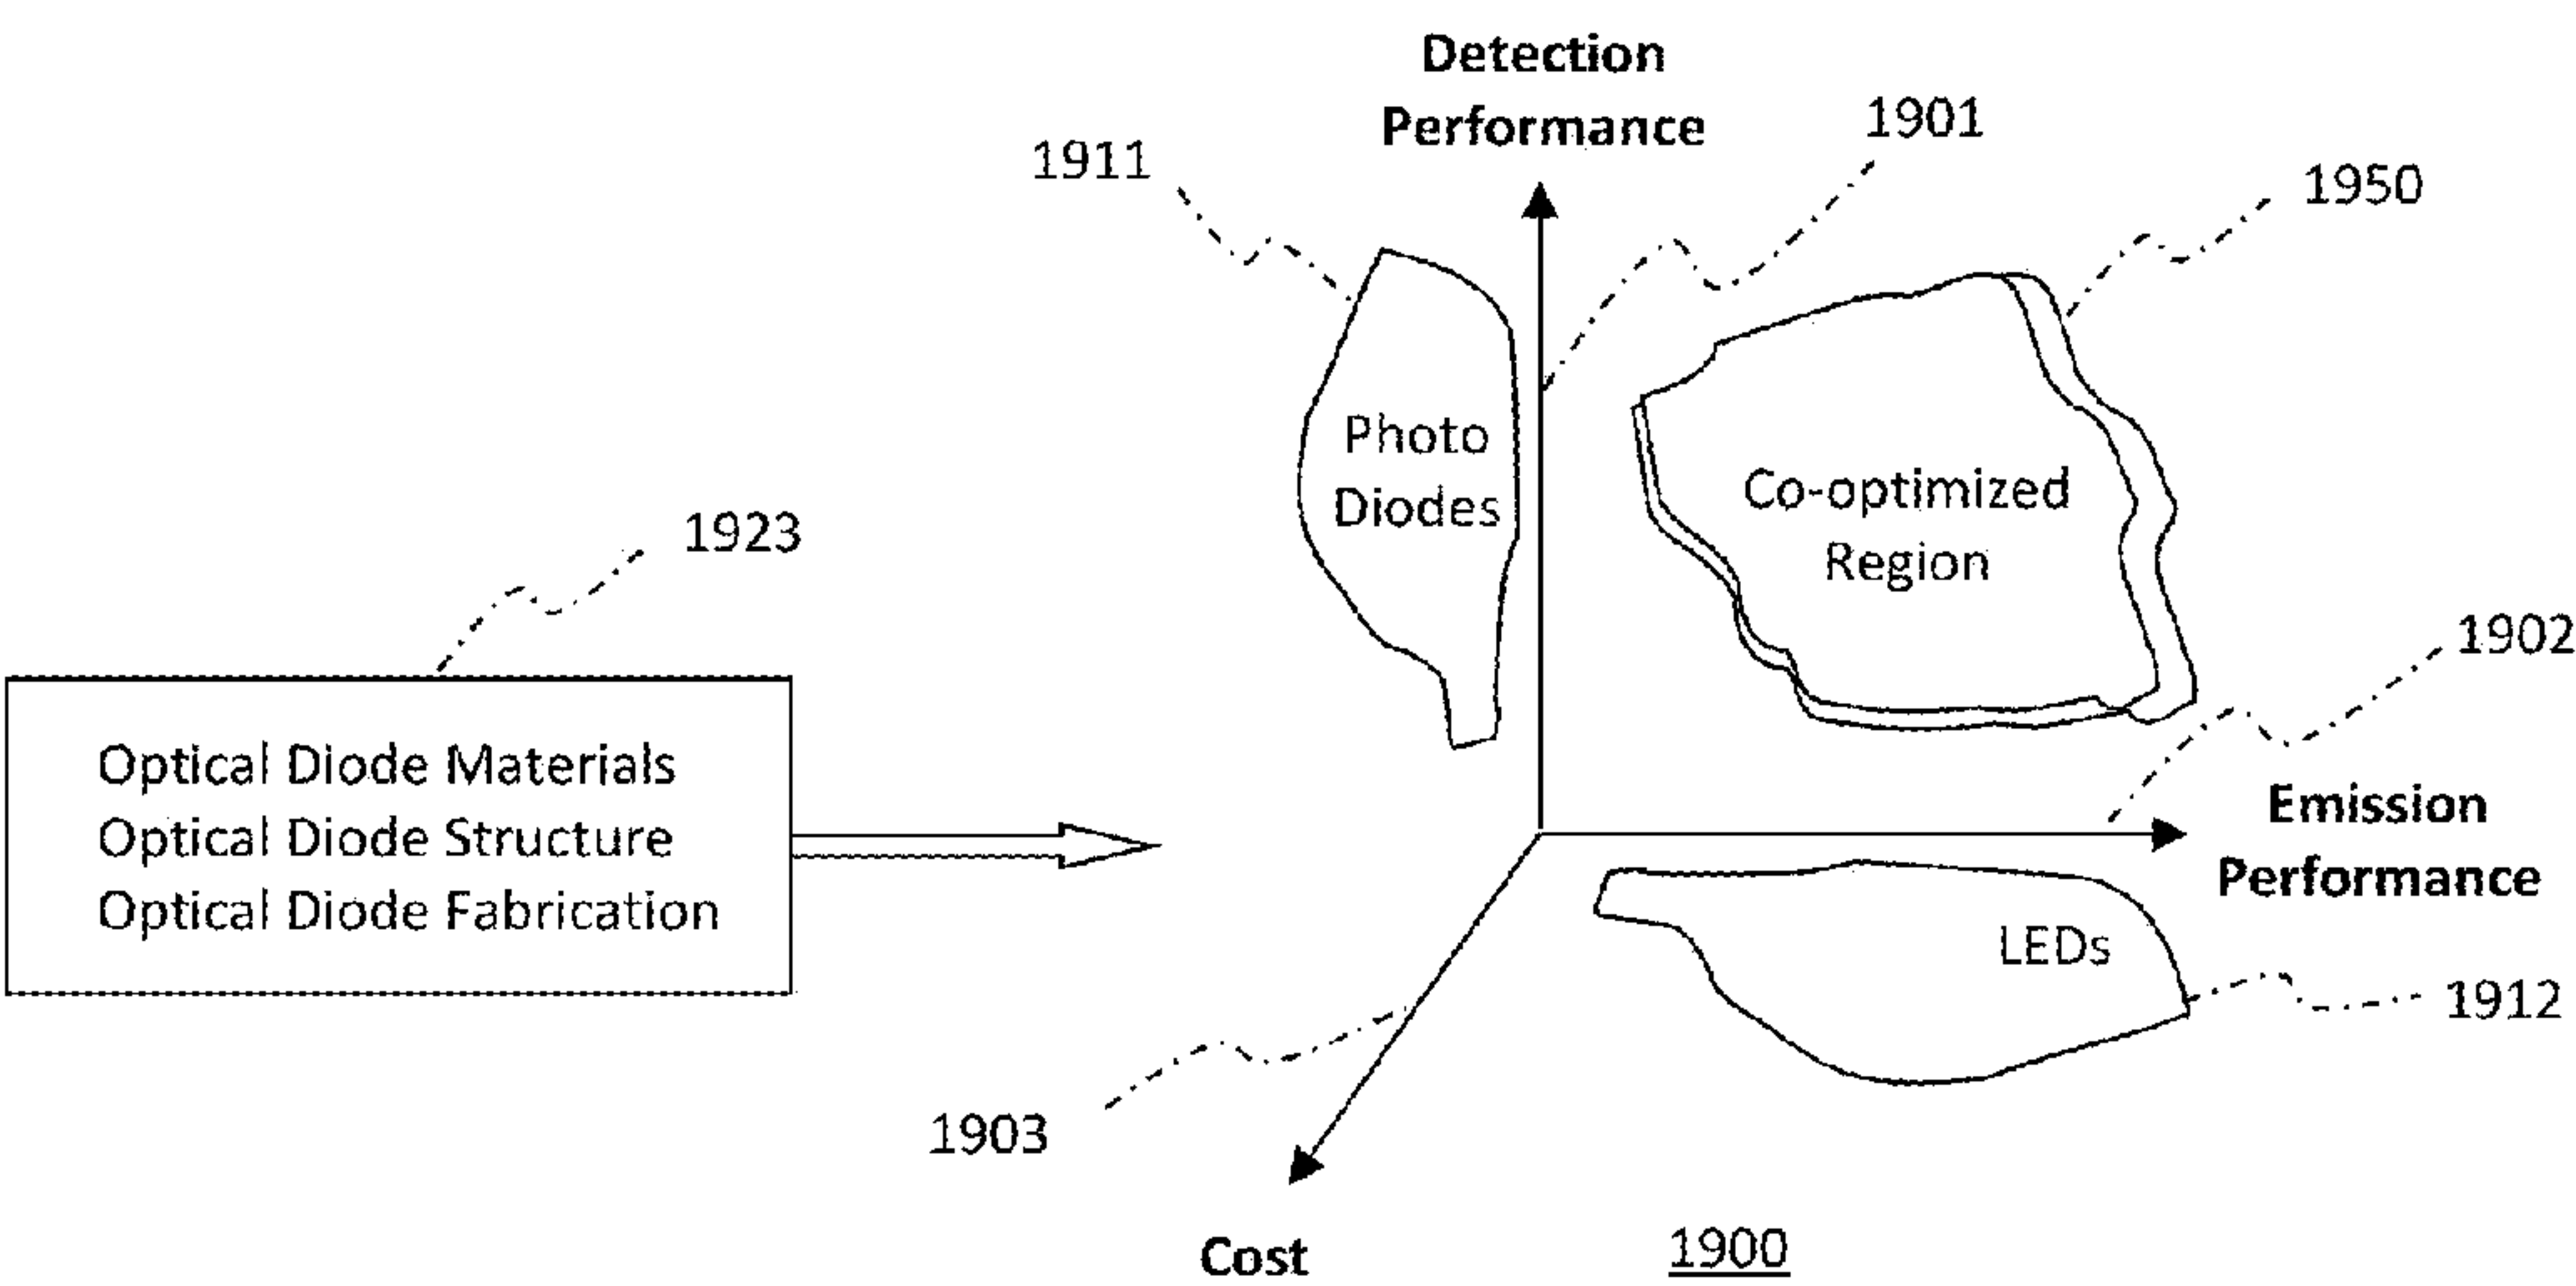 Detection
Performance
1901
1911
1950
Photo
Diodes
Co-optimized
Region
1923
1902
Optical Diode Materials
Optical Diode Structure
Optical Diode Fabrication
Emission
Performance
LEDs
1912
1903
Cost
1900